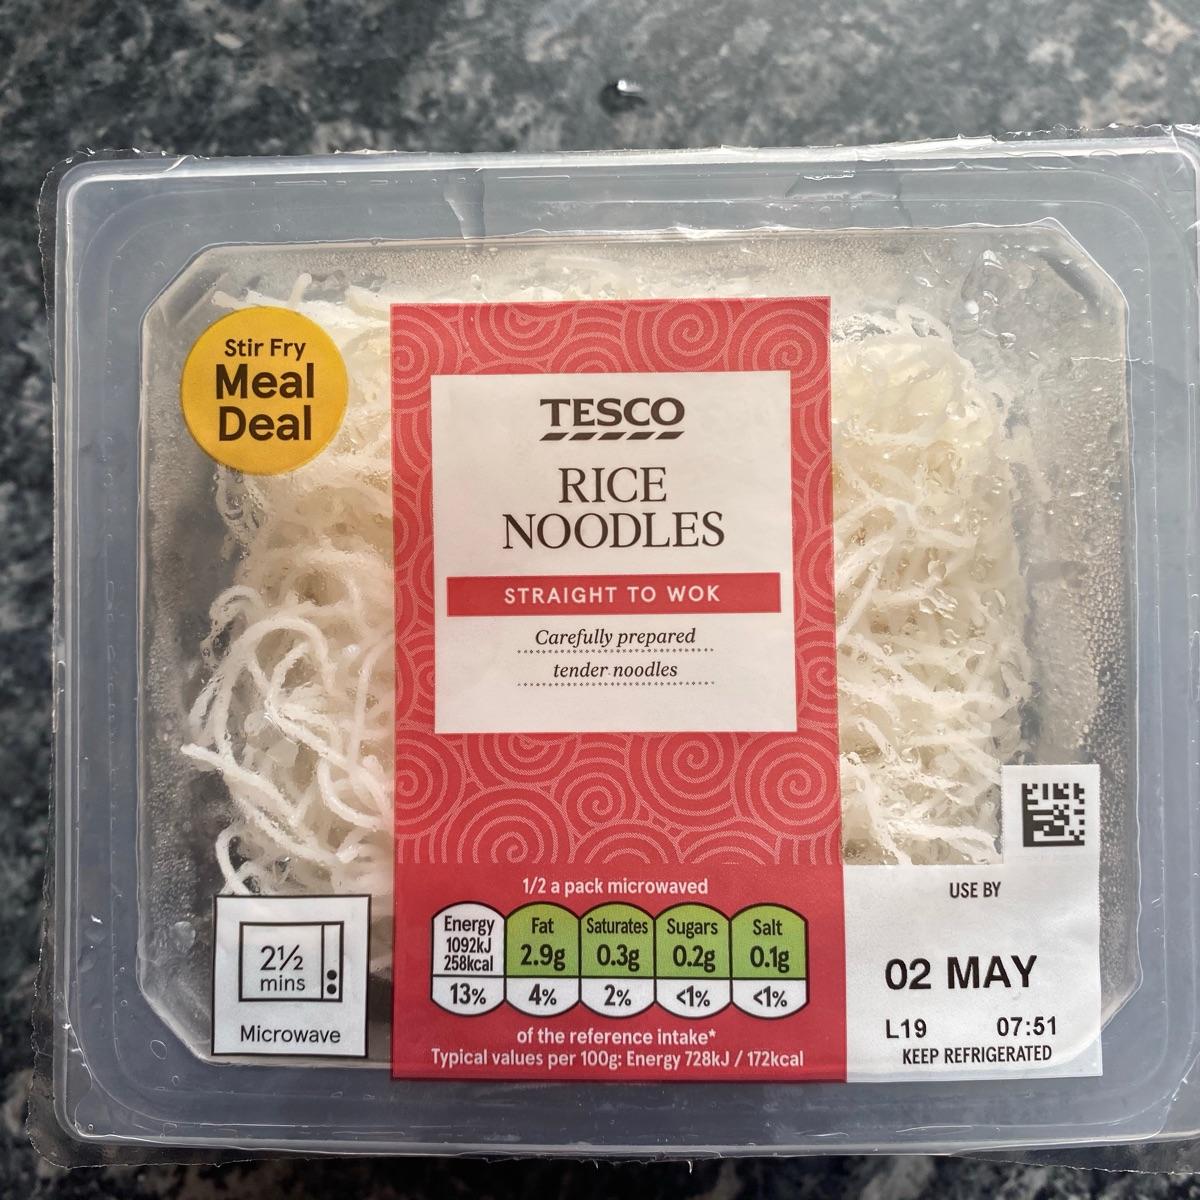 Stir Fry
Meal
Deal
TESCO
RICE
NOODLES
STRAIGHT TO WOK
Carefully prepared
tender noodles
2½
mins
Microwave
1/2 a pack microwaved
Energy
1092kJ
258kcal
13%
Fat
2.9g
4%
Saturates
0.3g
2%
Sugars
0.2g
<1%
Salt
0.1g
<1%
of the reference intake*
Typical values per 100g: Energy 728kJ / 172kcal
USE BY
02 MAY
L19 07:51
KEEP REFRIGERATED